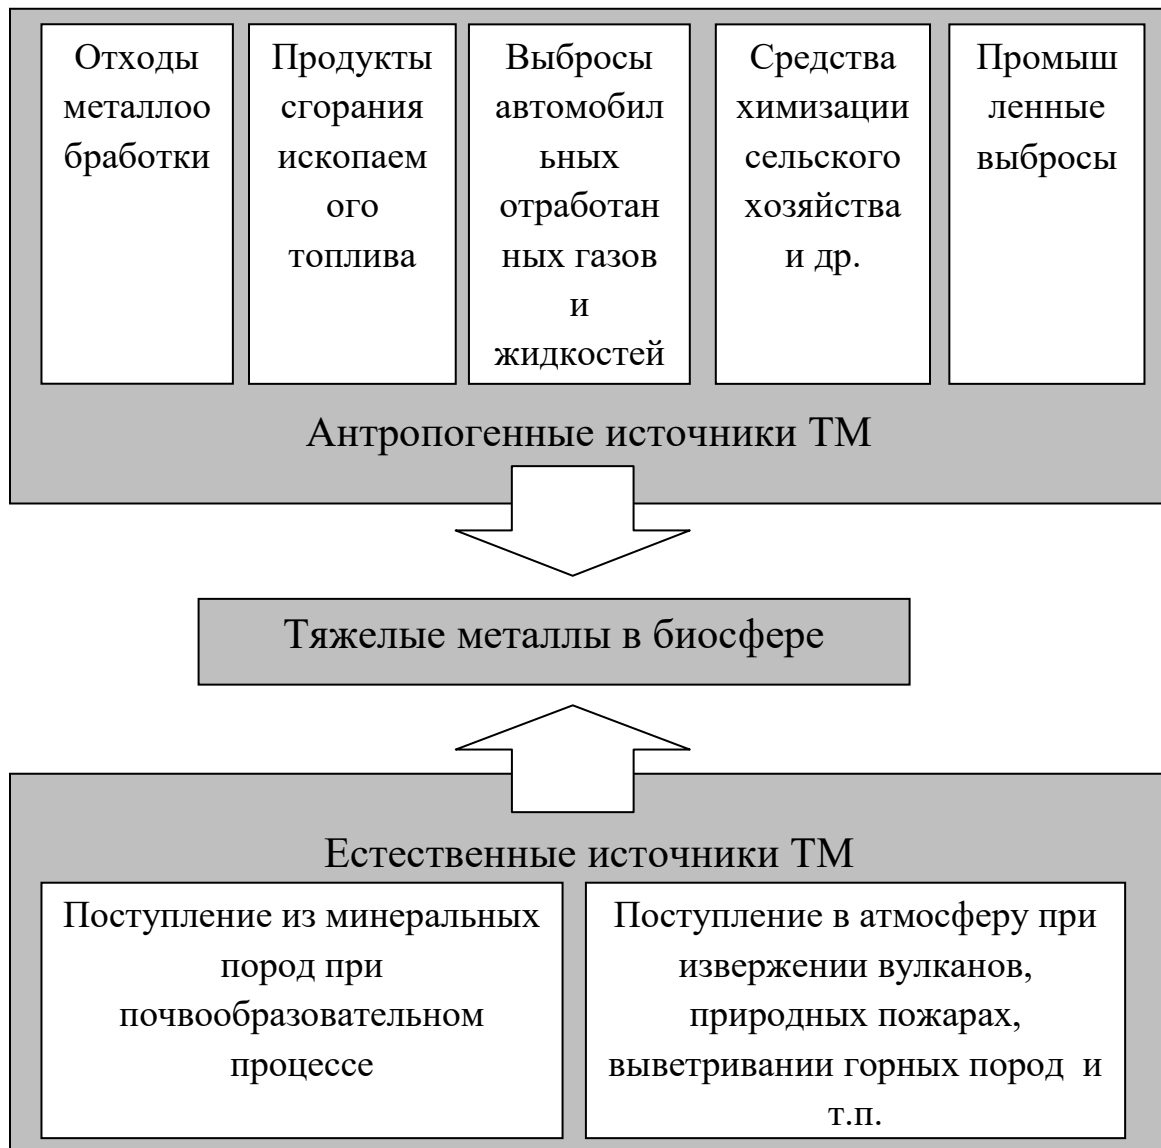 Отходы
металлоо
бработки
Продукты
сгорания
ископаем
ого
топлива
Выбросы
автомобил
ьных
отработан
ных газов
и
жидкостей
Средства
химизации
сельского
хозяйства
и др.
Промыш
ленные
выбросы
Антропогенные источники ТМ
Тяжелые металлы в биосфере
Естественные источники ТМ
Поступление из минеральных
пород при
почвообразовательном
процессе
Поступление в атмосферу при
извержении вулканов,
природных пожарах,
выветривании горных пород и
т.п.